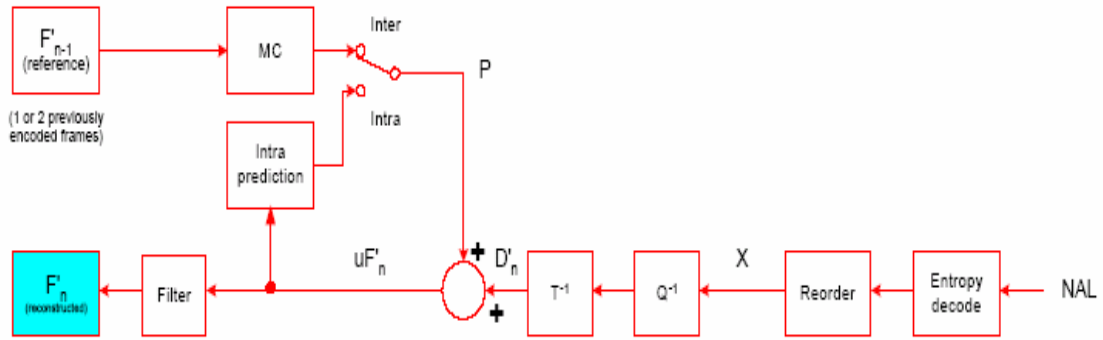 F'n-1
(reference)
(1 or 2 previously
encoded frames)
MC
Inter
P
Intra
Intra
prediction
F'n
(reconstructed)
Filter
uF'n
+
D'n
+
T-1
Q-1
X
Reorder
Entropy
decode
NAL